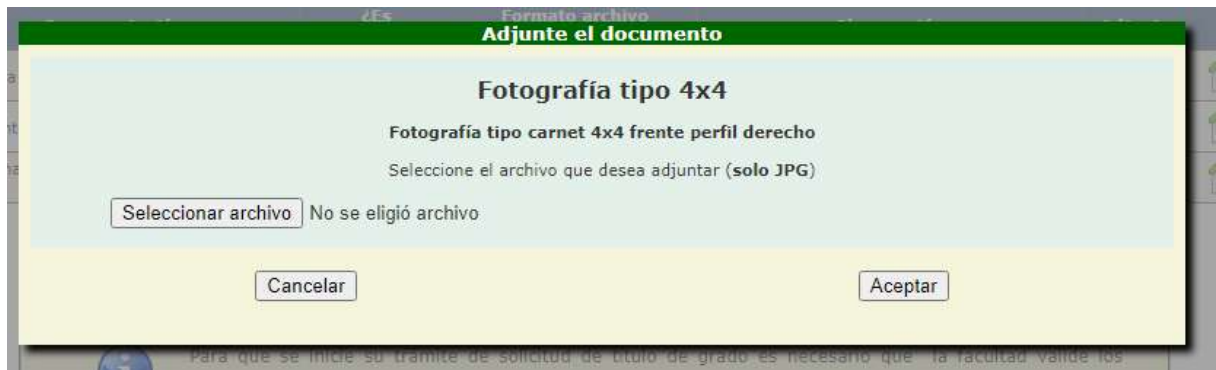 ¿Es Formato archivo
Adjunte el documento
Fotografía tipo 4x4
Fotografía tipo carnet 4x4 frente perfil derecho
Seleccione el archivo que desea adjuntar (solo JPG)
Seleccionar archivo No se eligió archivo
Cancelar Aceptar
Para que se inicie su trámite de solicitud de título de grado es necesario que la facultad valide los